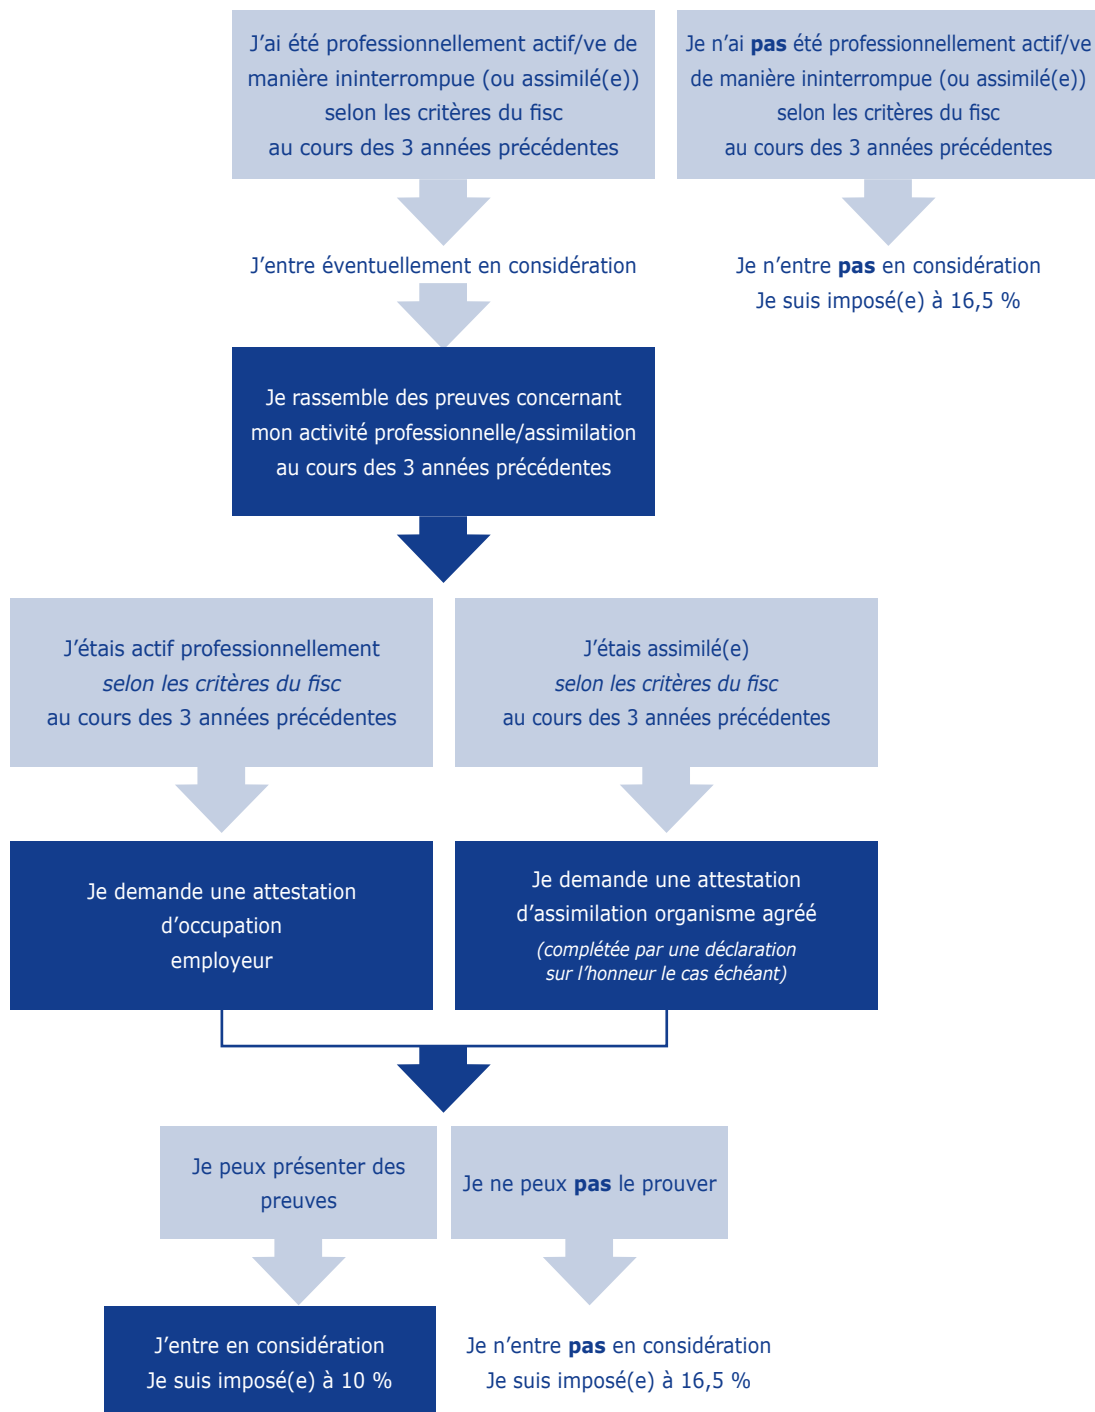 J’ai été professionnellement actif/ve de
manière ininterrompue (ou assimilé(e))
selon les critères du fisc
au cours des 3 années précédentes
Je n’ai pas été professionnellement actif/ve
de manière ininterrompue (ou assimilé(e))
selon les critères du fisc
au cours des 3 années précédentes
J’entre éventuellement en considération
Je n’entre pas en considération
Je suis imposé(e) à 16,5 %
Je rassemble des preuves concernant
mon activité professionnelle/assimilation
au cours des 3 années précédentes
J’étais actif professionnellement
selon les critères du fisc
au cours des 3 années précédentes
J’étais assimilé(e)
selon les critères du fisc
au cours des 3 années précédentes
Je demande une attestation
d’occupation
employeur
Je demande une attestation
d’assimilation organisme agréé
(complétée par une déclaration
sur l’honneur le cas échéant)
Je peux présenter des
preuves
Je ne peux pas le prouver
J’entre en considération
Je suis imposé(e) à 10 %
Je n’entre pas en considération
Je suis imposé(e) à 16,5 %